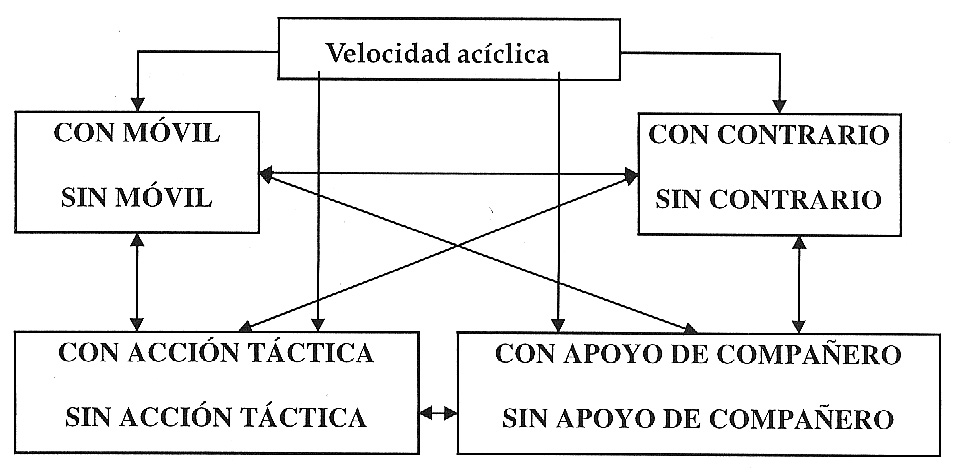 Velocidad acíclica
CON MÓVIL
SIN MÓVIL
CON CONTRARIO
SIN CONTRARIO
CON ACCIÓN TÁCTICA
SIN ACCIÓN TÁCTICA
CON APOYO DE COMPAÑERO
SIN APOYO DE COMPAÑERO